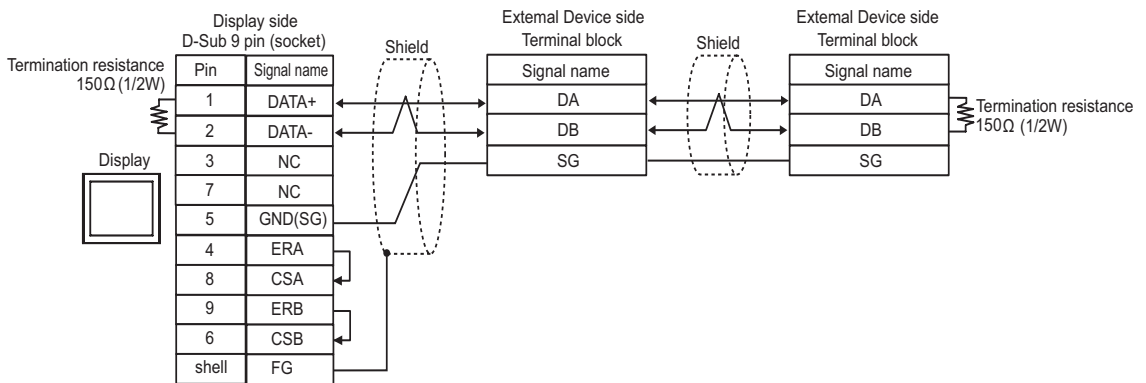 Display side
D-Sub 9 pin (socket)
Shield
External Device side
Terminal block
Shield
External Device side
Terminal block
Termination resistance
150Ω(1/2W)
Pin Signal name
Signal name
Signal name
1 DATA+
DA
DA
2 DATA-
DB
DB
Termination resistance
150Ω (1/2W)
Display
3 NC
SG
SG
7 NC
5 GND(SG)
4 ERA
8 CSA
9 ERB
6 CSB
shell FG